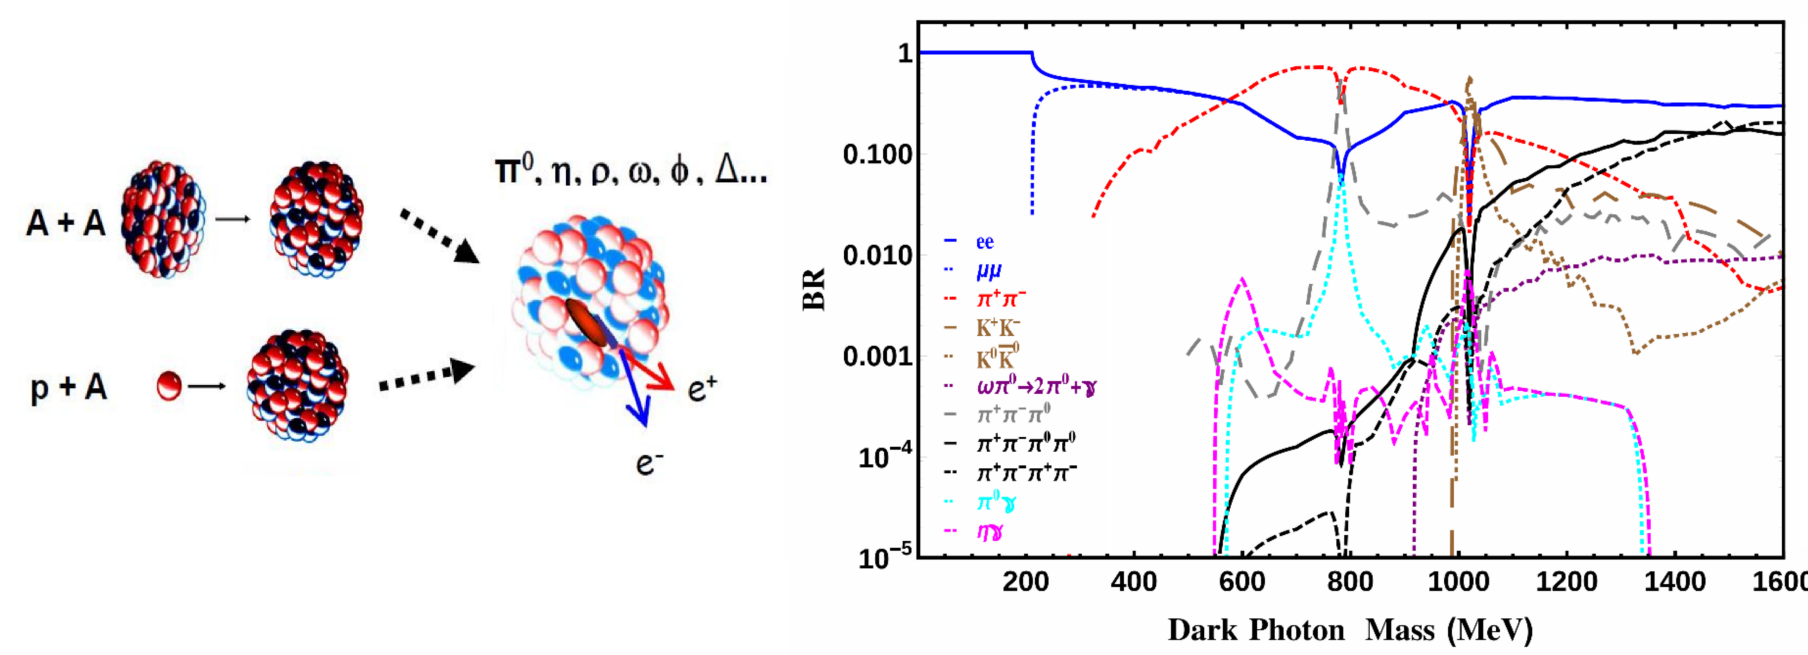 π⁰, η, ρ, ω, ϕ, Δ...
A + A
p + A
e⁺
e⁻
BR
1
0.100
0.010
0.001
10⁻⁴
10⁻⁵
ee
μμ
π⁺π⁻
K⁺K⁻
K⁰K̅⁰
ωπ⁰→2π⁰+γ
π⁺π⁻π⁰
π⁺π⁻π⁰π⁰
π⁺π⁻π⁺π⁻
π⁰γ
ηγ
200 400 600 800 1000 1200 1400 1600
Dark Photon Mass (MeV)